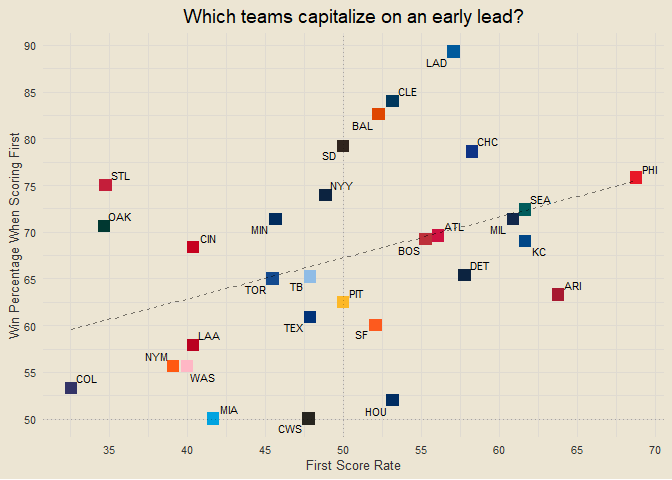 Which teams capitalize on an early lead?
90
LAD
85
CLE
BAL
80
SD
CHC
STL
PHI
75
NYY
SEA
OAK
MIN
ATL
MIL
70
CIN
BOS
KC
DET
65
TOR
TB
ARI
PIT
TEX
SF
60
LAA
NYM
WAS
55
COL
HOU
MIA
CWS
50
35
40
45
50
55
60
65
70
First Score Rate
Win Percentage When Scoring First